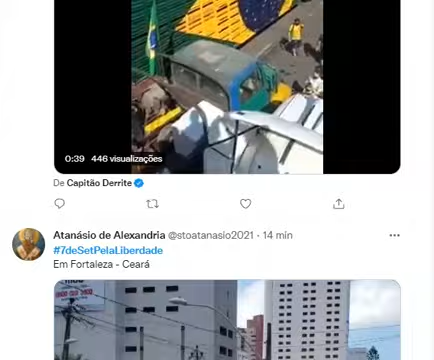 0:39 446 visualizações
De Capitão Derrite
Atanásio de Alexandria @stoatanasio2021 · 14 min
#7deSetPelaLiberdade
Em Fortaleza - Ceará